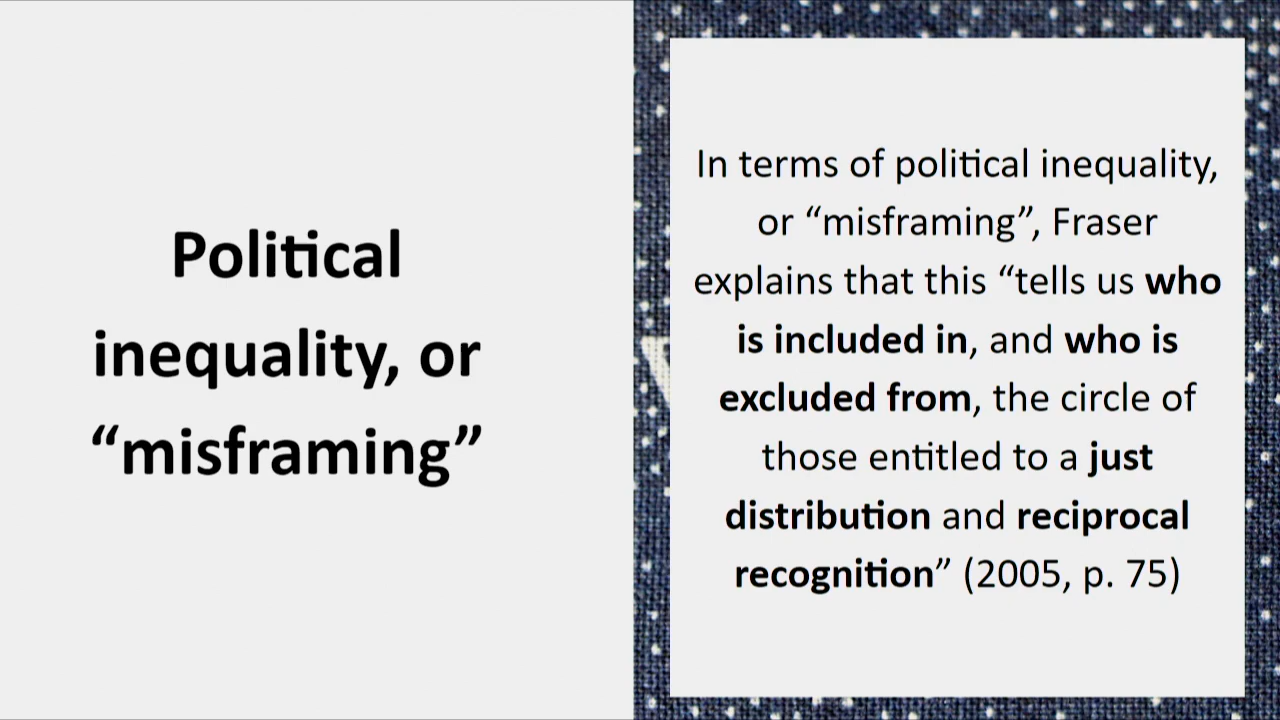 Political
inequality, or
“misframing”
In terms of political inequality,
or “misframing”, Fraser
explains that this “tells us who
is included in, and who is
excluded from, the circle of
those entitled to a just
distribution and reciprocal
recognition” (2005, p. 75)